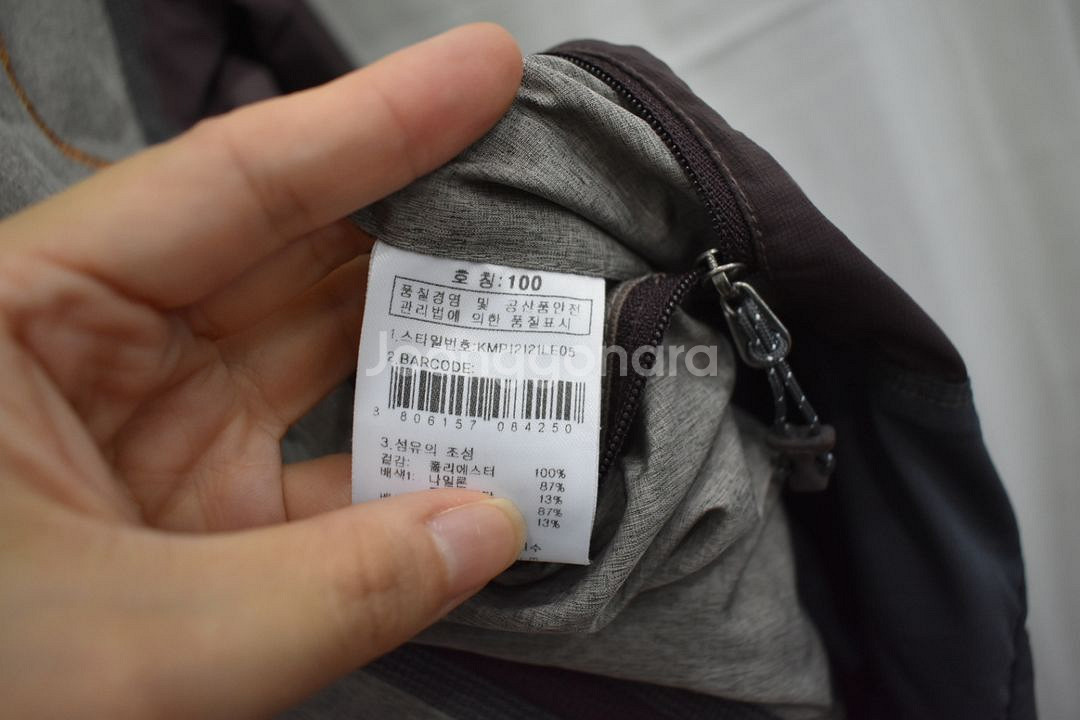 호 칭:100
품질경영 및 공산품안전
관리법에 의한 품질표시
1.스타일번호:KMP12121LE05
2.BARCODE:
8 806157 084250
3.섬유의 조성
겉감: 폴리에스터 100%
배색1: 나일론 87%
13%
87%
13%
Joonggonara